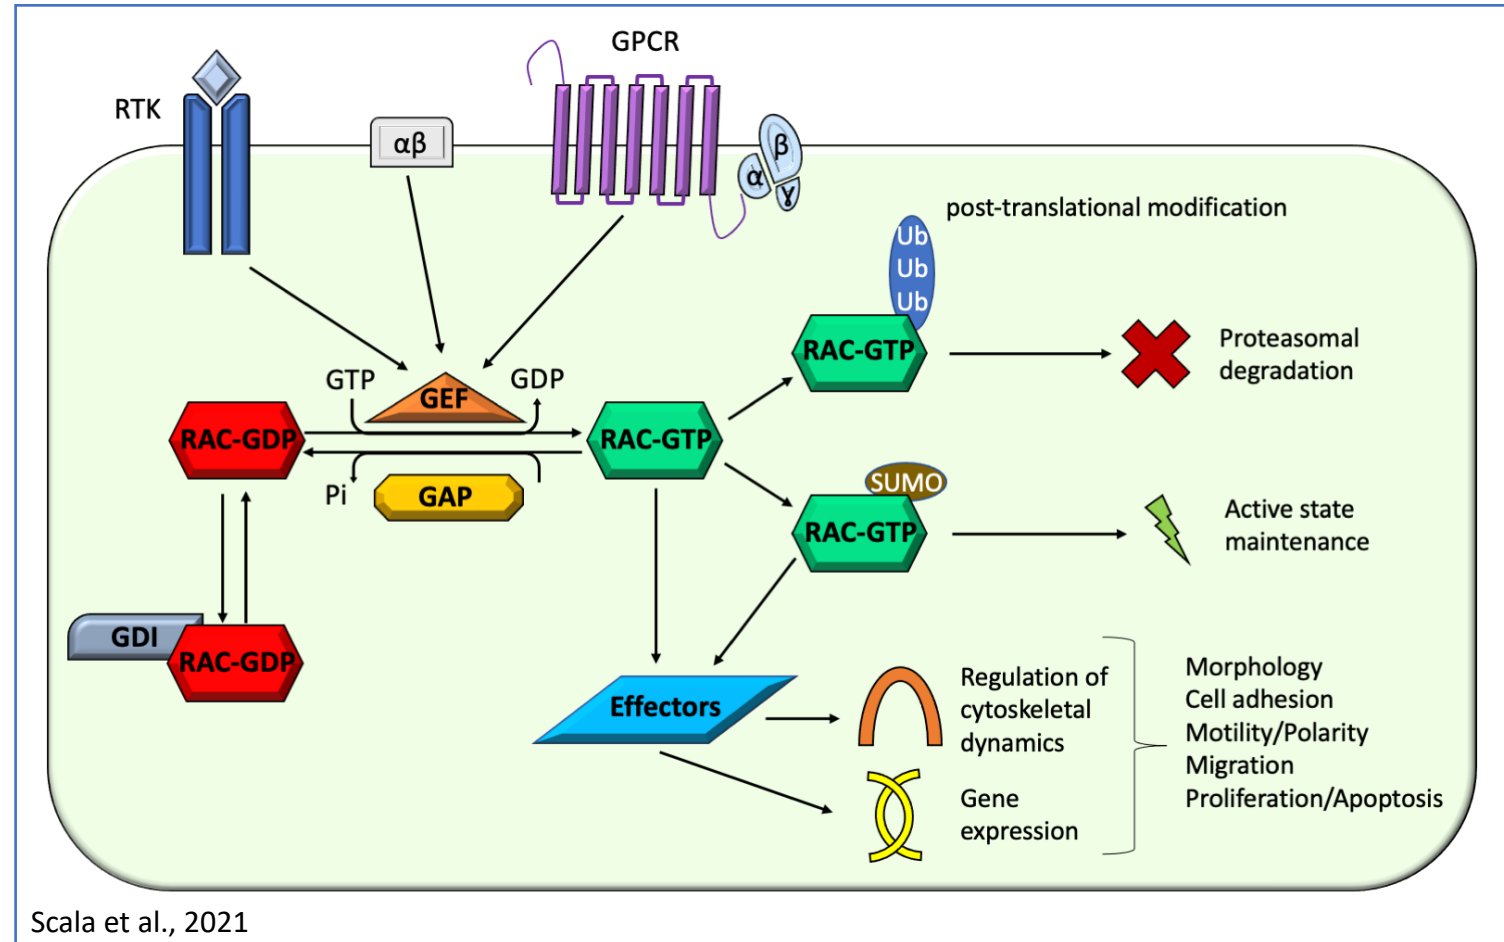 GPCR
RTK
αβ
β
α
γ
post-translational modification
Ub
Ub
Ub
RAC-GTP
Proteasomal
degradation
GTP
GDP
GEF
RAC-GDP
RAC-GTP
Pi
GAP
SUMO
RAC-GTP
Active state
maintenance
GDI
RAC-GDP
Effectors
Regulation of
cytoskeletal
dynamics
Gene
expression
Morphology
Cell adhesion
Motility/Polarity
Migration
Proliferation/Apoptosis
Scala et al., 2021